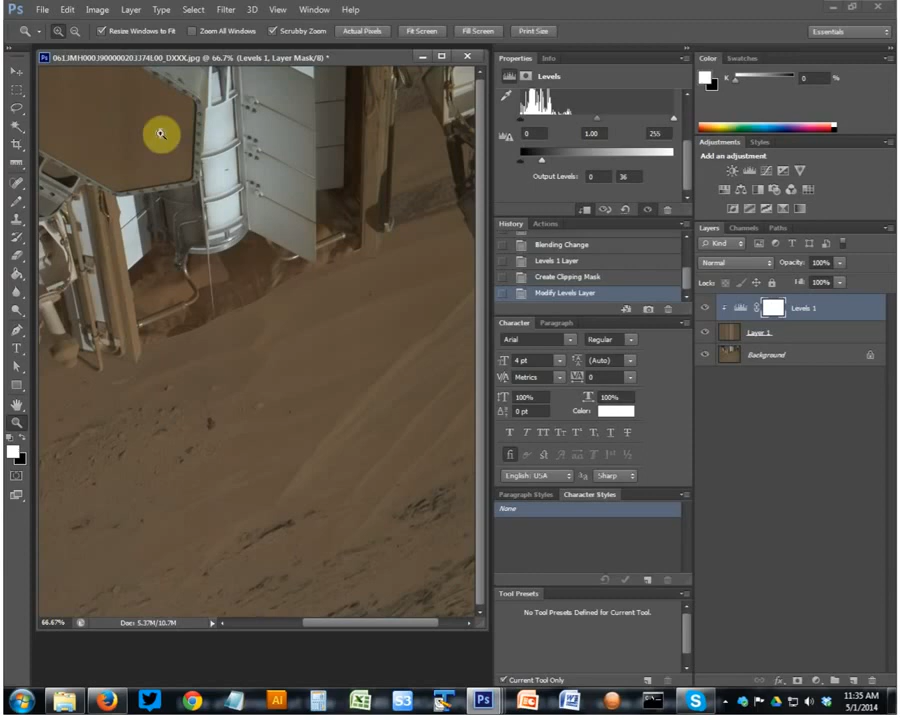 Ps File Edit Image Layer Type Select Filter 3D View Window Help
Resize Windows to Fit Zoom All Windows Scrubby Zoom Actual Pixels Fit Screen Fill Screen Print Size Essentials
Levels 1, Layer Mask/8) *
66.67%
Doc: 5.37M/10.7M
Properties Info
Levels
0 1.00 255
Output Levels: 0 36
History Actions
Blending Change
Levels 1 Layer
Create Clipping Mask
Modify Levels Layer
Character Paragraph
Arial Regular
4 pt (Auto)
Metrics 0
100% 100%
0 pt Color:
English: USA Sharp
Paragraph Styles Character Styles
None
Tool Presets
No Tool Presets Defined for Current Tool.
Current Tool Only
Color Swatches
K 0 %
Adjustments Styles
Add an adjustment
Layers Channels Paths
Kind
Normal Opacity: 100%
Lock: Fill: 100%
Levels 1
Layer 1
Background
Ai S3 Ps
11:35 AM
5/1/2014